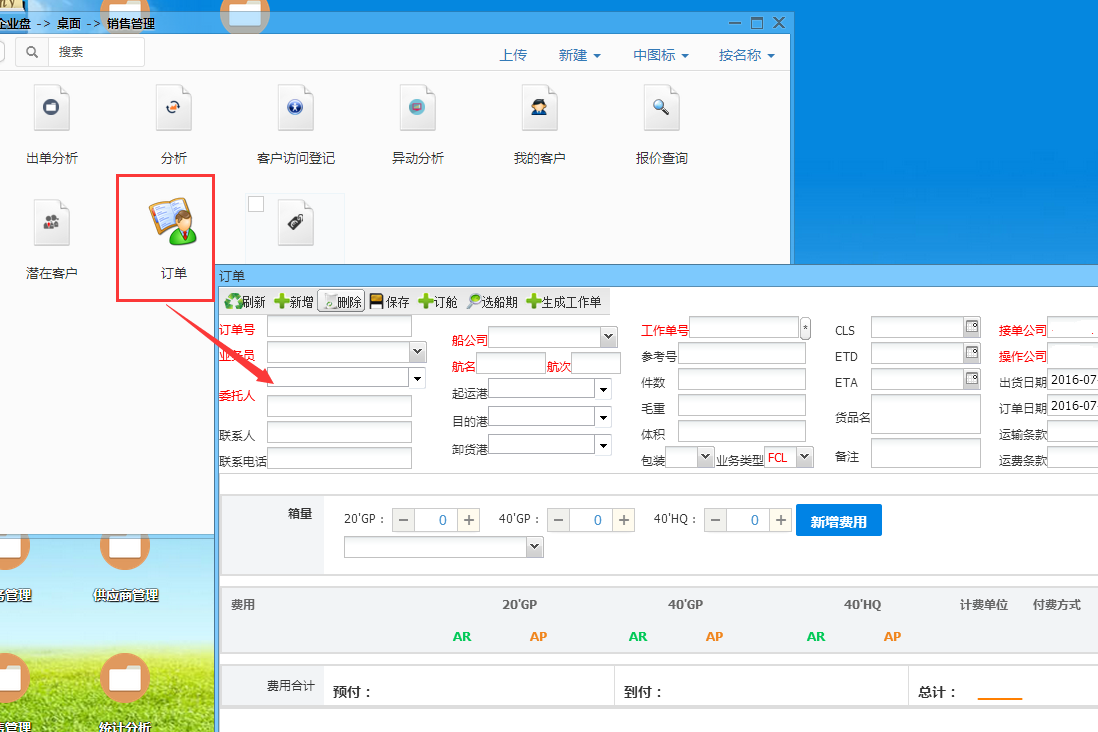 企业盘 -> 桌面 -> 销售管理
搜索 上传 新建 中图标 按名称
出单分析 分析 客户访问登记 异动分析 我的客户 报价查询
潜在客户 订单
订单
刷新 新增 删除 保存 订舱 选船期 生成工作单
订单号 工作单号 * CLS 接单公司
船公司
业务员 参考号 ETD 操作公司
航名 航次
委托人 起运港 件数 ETA 出货日期 2016-07
目的港 毛重 货品名 订单日期 2016-07
联系人 体积 运输条款
卸货港
联系电话 包装 业务类型 FCL 备注 运费条款
箱量 20'GP : − 0 + 40'GP : − 0 + 40'HQ : − 0 + 新增费用
费用 20'GP 40'GP 40'HQ 计费单位 付费方式
AR AP AR AP AR AP
费用合计 预付： 到付： 总计：
管理 供应商管理
管理 统计分析